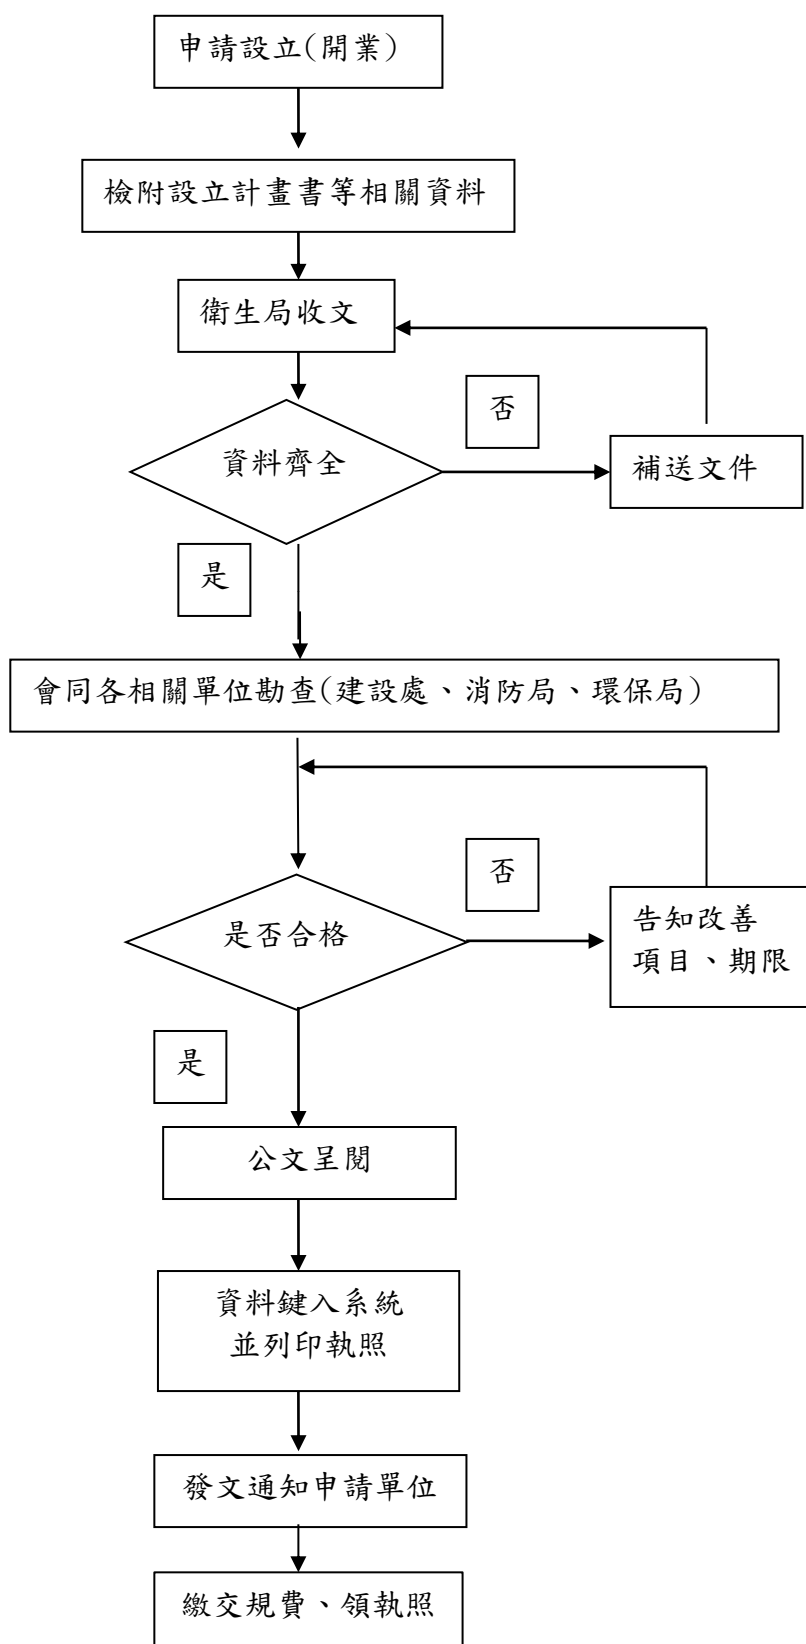 申請設立(開業)
檢附設立計畫書等相關資料
衛生局收文
否
資料齊全
補送文件
是
會同各相關單位勘查(建設處、消防局、環保局)
否
是否合格
告知改善
項目、期限
是
公文呈閱
資料鍵入系統
並列印執照
發文通知申請單位
繳交規費、領執照